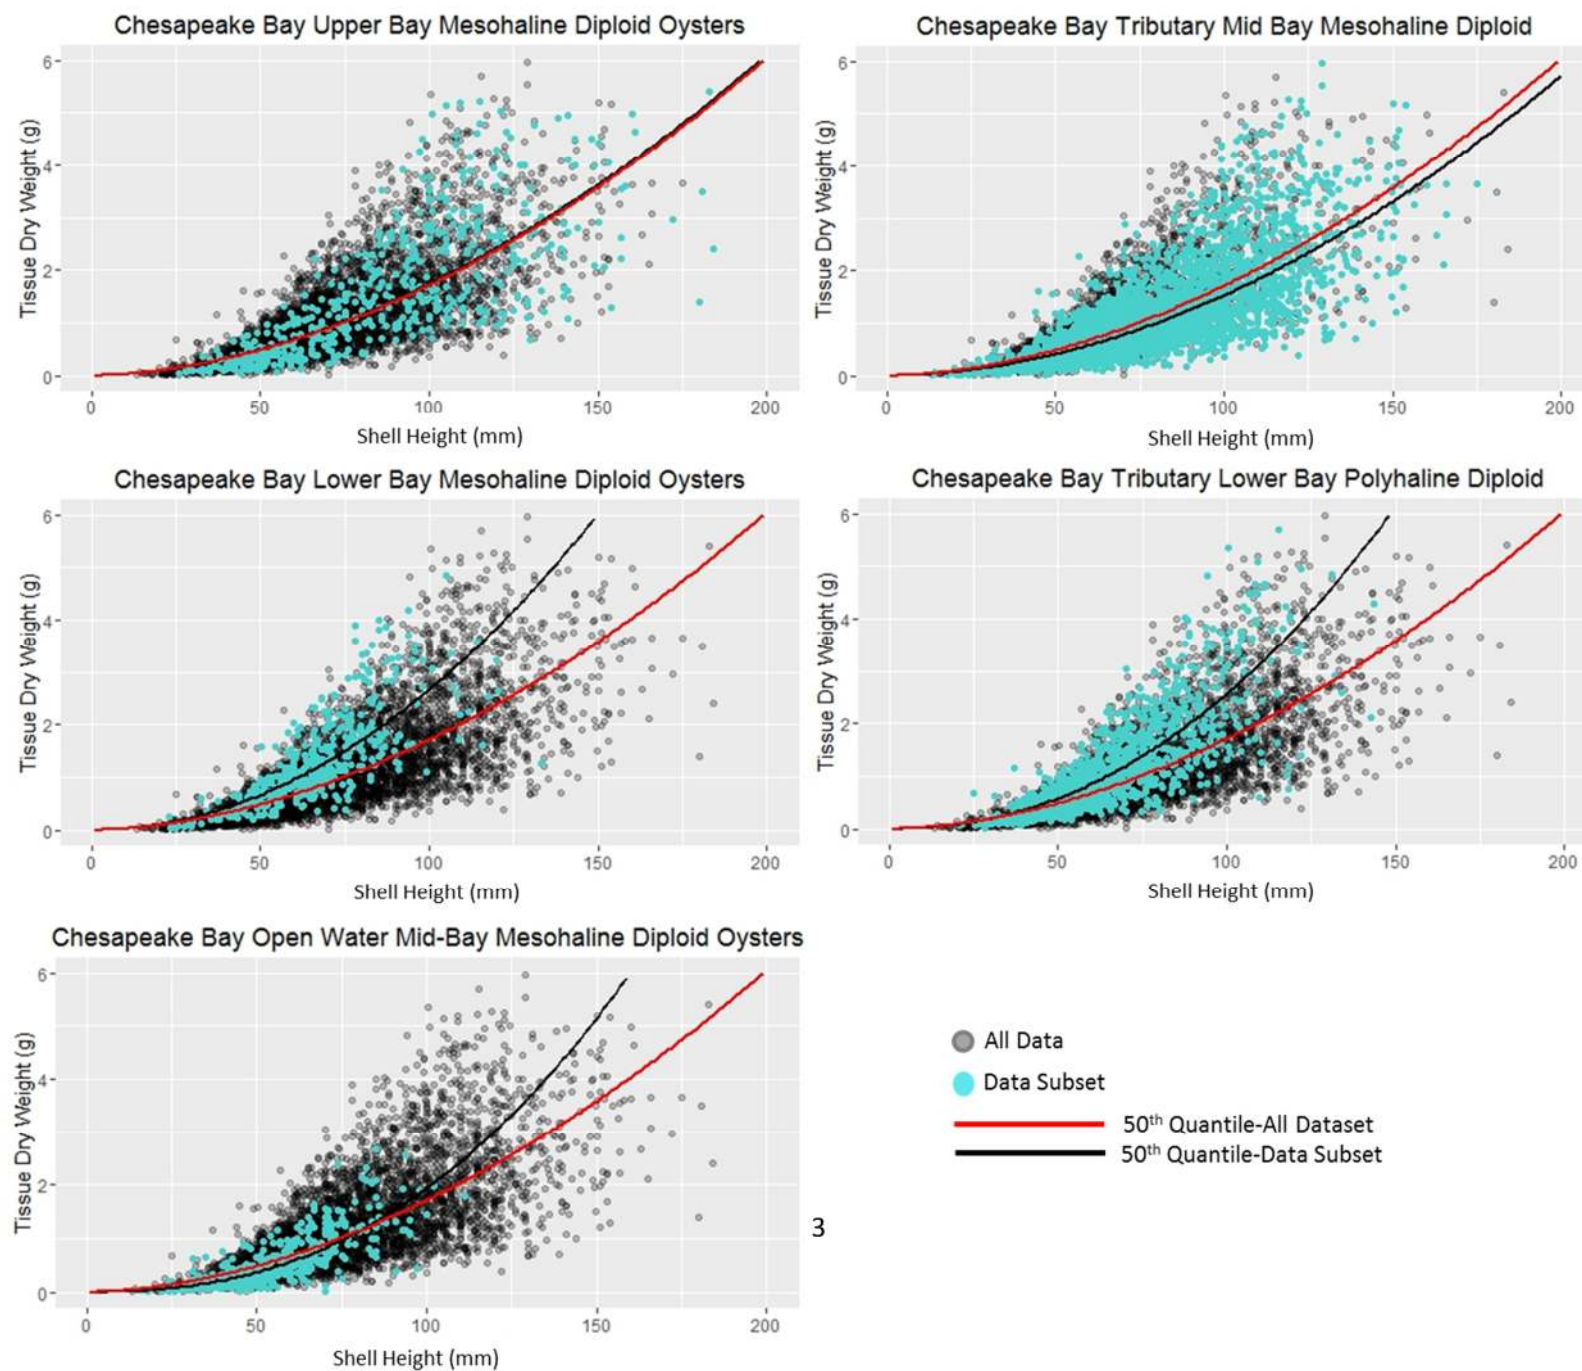 Chesapeake Bay Upper Bay Mesohaline Diploid Oysters
Tissue Dry Weight (g)
6
4
2
0
0 50 100 150 200
Shell Height (mm)
Chesapeake Bay Tributary Mid Bay Mesohaline Diploid
Tissue Dry Weight (g)
6
4
2
0
0 50 100 150 200
Shell Height (mm)
Chesapeake Bay Lower Bay Mesohaline Diploid Oysters
Tissue Dry Weight (g)
6
4
2
0
0 50 100 150 200
Shell Height (mm)
Chesapeake Bay Tributary Lower Bay Polyhaline Diploid
Tissue Dry Weight (g)
6
4
2
0
0 50 100 150 200
Shell Height (mm)
Chesapeake Bay Open Water Mid-Bay Mesohaline Diploid Oysters
Tissue Dry Weight (g)
6
4
2
0
0 50 100 150 200
Shell Height (mm)
3
All Data
Data Subset
50th Quantile-All Dataset
50th Quantile-Data Subset